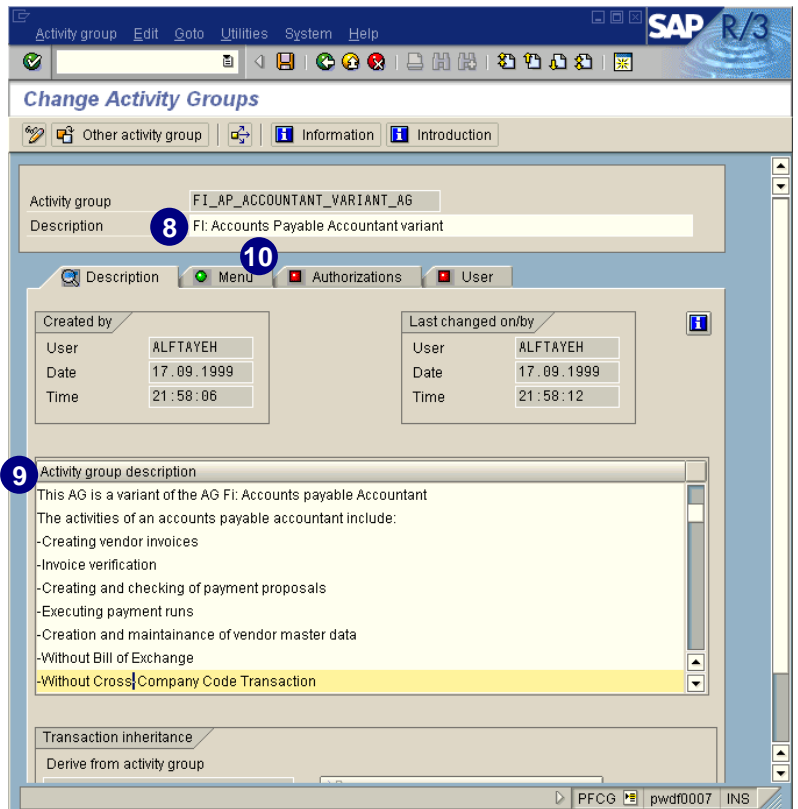 Activity group Edit Goto Utilities System Help
SAP R/3
Change Activity Groups
Other activity group Information Introduction
Activity group FI_AP_ACCOUNTANT_VARIANT_AG
Description 8 FI: Accounts Payable Accountant variant
10
Description Menu Authorizations User
Created by Last changed on/by
User ALFTAYEH User ALFTAYEH
Date 17.09.1999 Date 17.09.1999
Time 21:58:06 Time 21:58:12
9 Activity group description
This AG is a variant of the AG Fi: Accounts payable Accountant
The activities of an accounts payable accountant include:
-Creating vendor invoices
-Invoice verification
-Creating and checking of payment proposals
-Executing payment runs
-Creation and maintainance of vendor master data
-Without Bill of Exchange
-Without Cross-Company Code Transaction
Transaction inheritance
Derive from activity group
PFCG pwdf0007 INS